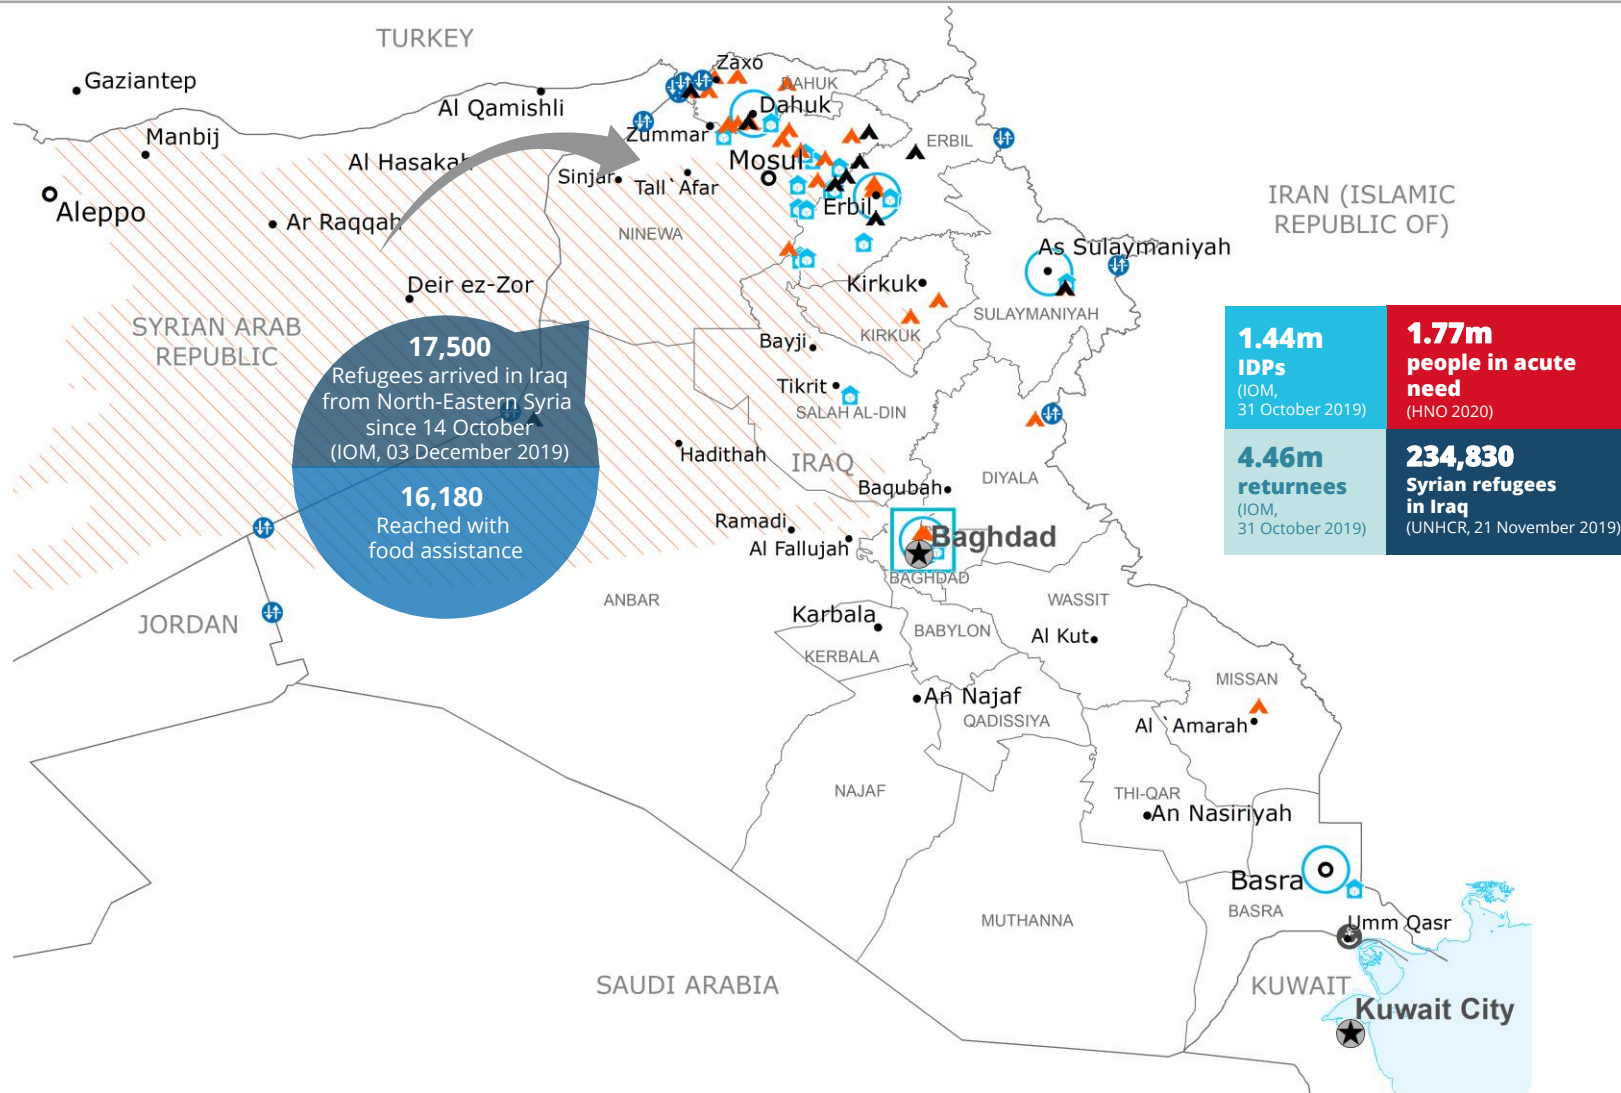 TURKEY
Zaxo
Gaziantep
DAHUK
Al Qamishli
Dahuk
Manbij
Zummar
ERBIL
Al Hasakah
Mosul
Sinjar
Tall`Afar
IRAN (ISLAMIC
REPUBLIC OF)
Aleppo
Ar Raqqah
Erbil
NINEWA
As Sulaymaniyah
Deir ez-Zor
Kirkuk
SULAYMANIYAH
SYRIAN ARAB
REPUBLIC
KIRKUK
Bayji
17,500
Refugees arrived in Iraq
from North-Eastern Syria
since 14 October
(IOM, 03 December 2019)
16,180
Reached with
food assistance
1.44m
IDPs
(IOM,
31 October 2019)
1.77m
people in acute
need
(HNO 2020)
4.46m
returnees
(IOM,
31 October 2019)
234,830
Syrian refugees
in Iraq
(UNHCR, 21 November 2019)
Tikrit
SALAH AL-DIN
Hadithah
IRAQ
DIYALA
Baqubah
Ramadi
Al Fallujah
Baghdad
BAGHDAD
ANBAR
WASSIT
JORDAN
Karbala
BABYLON
Al Kut
KERBALA
MISSAN
An Najaf
QADISSIYA
Al `Amarah
NAJAF
THI-QAR
An Nasiriyah
Basra
BASRA
MUTHANNA
Umm Qasr
SAUDI ARABIA
KUWAIT
Kuwait City